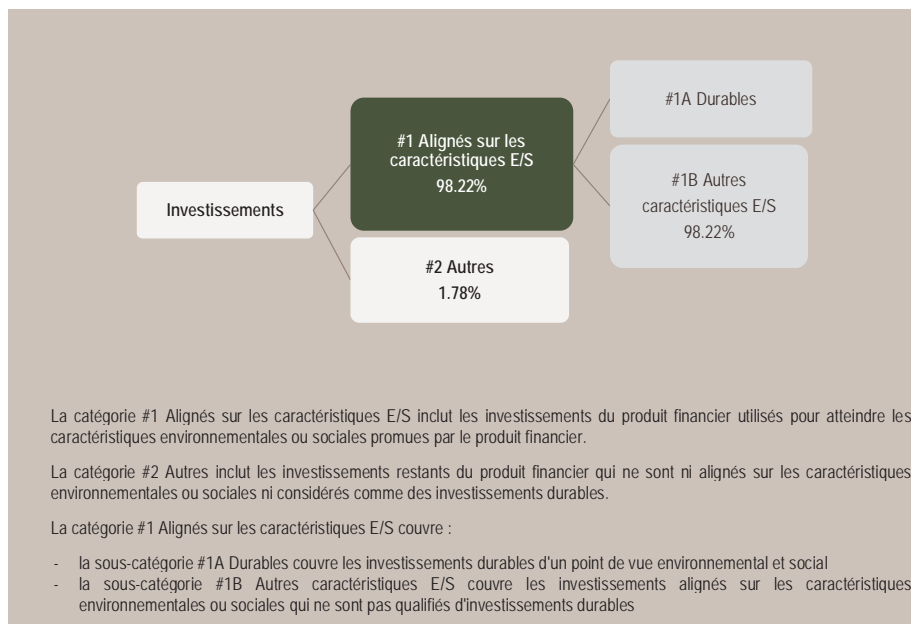 Investissements
#1 Alignés sur les
caractéristiques E/S
98.22%
#2 Autres
1.78%
#1A Durables
#1B Autres
caractéristiques E/S
98.22%
La catégorie #1 Alignés sur les caractéristiques E/S inclut les investissements du produit financier utilisés pour atteindre les
caractéristiques environnementales ou sociales promues par le produit financier.
La catégorie #2 Autres inclut les investissements restants du produit financier qui ne sont ni alignés sur les caractéristiques
environnementales ou sociales ni considérés comme des investissements durables.
La catégorie #1 Alignés sur les caractéristiques E/S couvre :
- la sous-catégorie #1A Durables couvre les investissements durables d'un point de vue environnemental et social
- la sous-catégorie #1B Autres caractéristiques E/S couvre les investissements alignés sur les caractéristiques
environnementales ou sociales qui ne sont pas qualifiés d'investissements durables